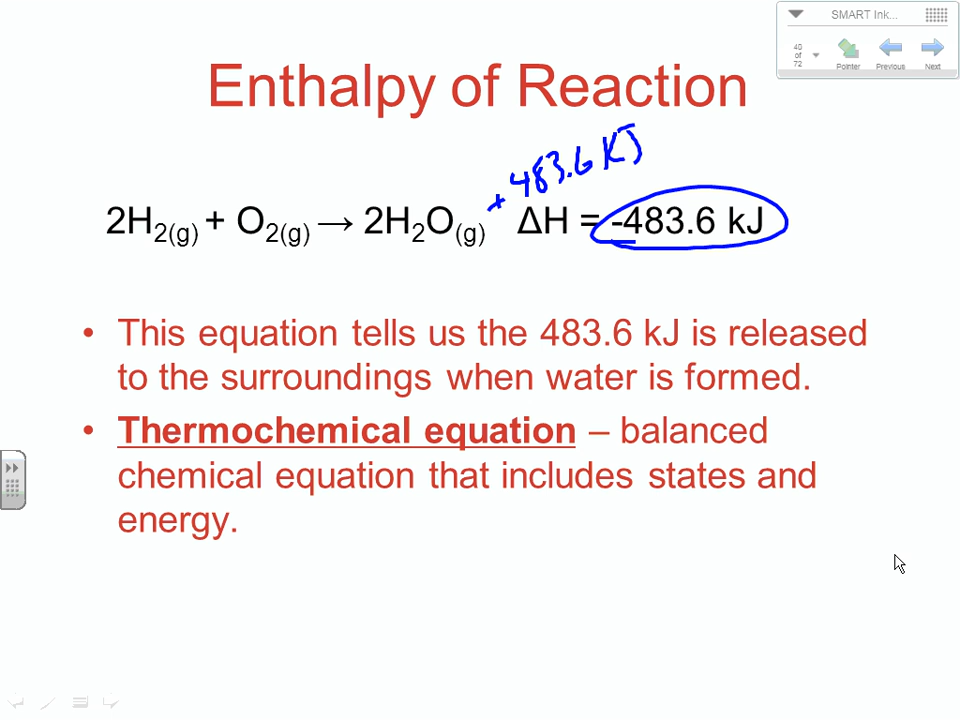 SMART Ink...
40
of
72
Pointer Previous Next
Enthalpy of Reaction
+ 483.6 KJ
2H2(g) + O2(g) → 2H2O(g) ΔH = -483.6 kJ
• This equation tells us the 483.6 kJ is released
to the surroundings when water is formed.
• Thermochemical equation – balanced
chemical equation that includes states and
energy.